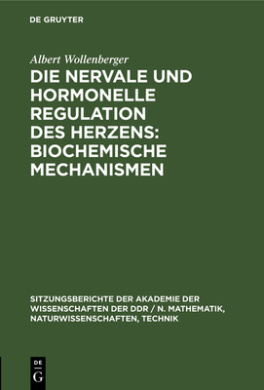 DE GRUYTER
Albert Wollenberger
DIE NERVALE UND
HORMONELLE
REGULATION
DES HERZENS:
BIOCHEMISCHE
MECHANISMEN
SITZUNGSBERICHTE DER AKADEMIE DER
WISSENSCHAFTEN DER DDR / N. MATHEMATIK,
NATURWISSENSCHAFTEN, TECHNIK
DE
G